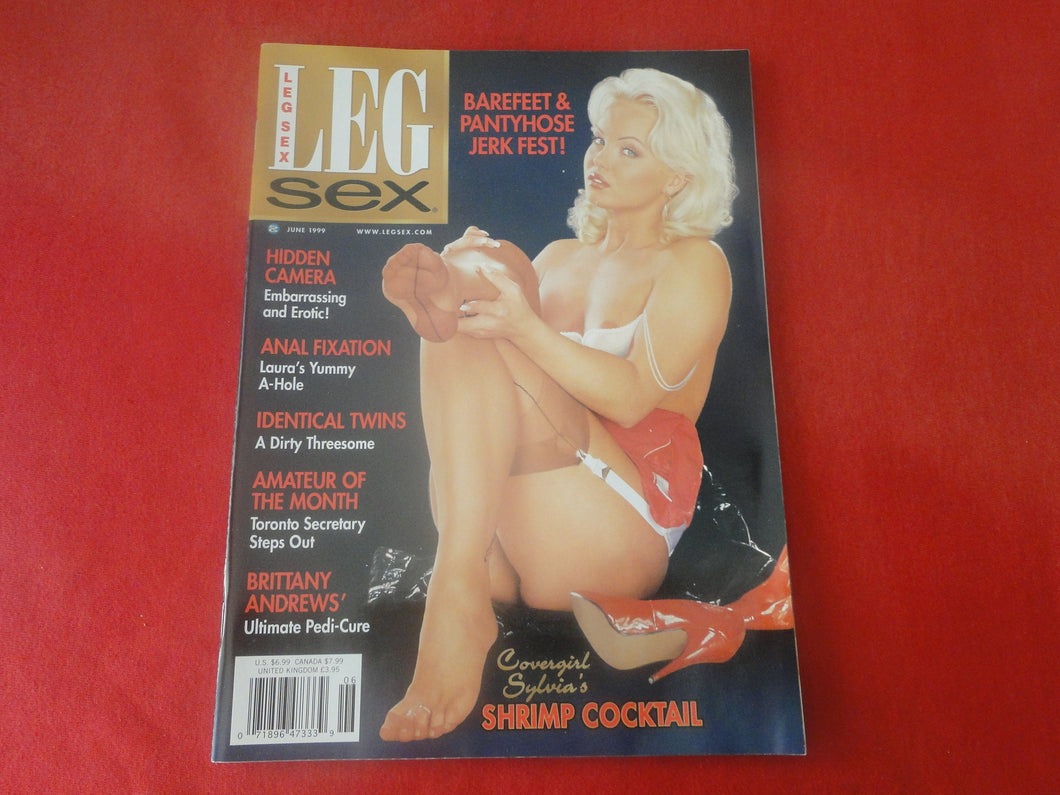 LEG SEX
LEG
sex®
JUNE 1999 WWW.LEGSEX.COM
BAREFEET &
PANTYHOSE
JERK FEST!
HIDDEN
CAMERA
Embarrassing
and Erotic!
ANAL FIXATION
Laura's Yummy
A-Hole
IDENTICAL TWINS
A Dirty Threesome
AMATEUR OF
THE MONTH
Toronto Secretary
Steps Out
BRITTANY
ANDREWS'
Ultimate Pedi-Cure
U.S. $6.99 CANADA $7.99
UNITED KINGDOM £3.95
06
0 71896 47333 9
Covergirl
Sylvia's
SHRIMP COCKTAIL